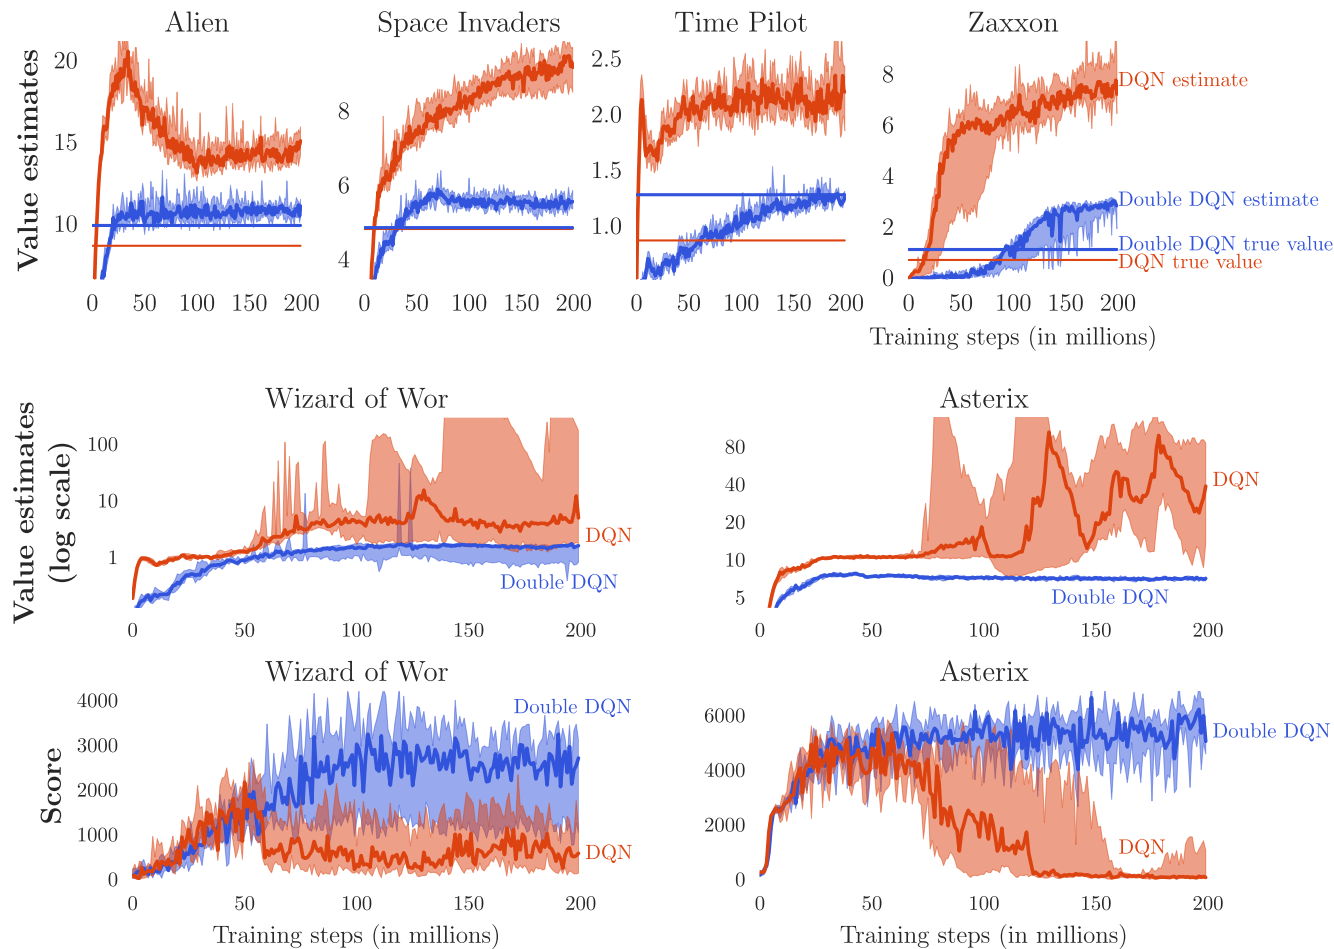 Alien
Space Invaders
Time Pilot
Zaxxon
Value estimates
20
15
10
0 50 100 150 200
8
6
4
0 50 100 150 200
2.5
2.0
1.5
1.0
0 50 100 150 200
8
6
4
2
0
0 50 100 150 200
DQN estimate
Double DQN estimate
Double DQN true value
DQN true value
Training steps (in millions)
Wizard of Wor
Asterix
Value estimates
(log scale)
100
10
1
DQN
Double DQN
0 50 100 150 200
80
40
20
10
5
DQN
Double DQN
0 50 100 150 200
Wizard of Wor
Asterix
Score
4000
3000
2000
1000
0
Double DQN
DQN
0 50 100 150 200
Training steps (in millions)
6000
4000
2000
0
Double DQN
DQN
0 50 100 150 200
Training steps (in millions)